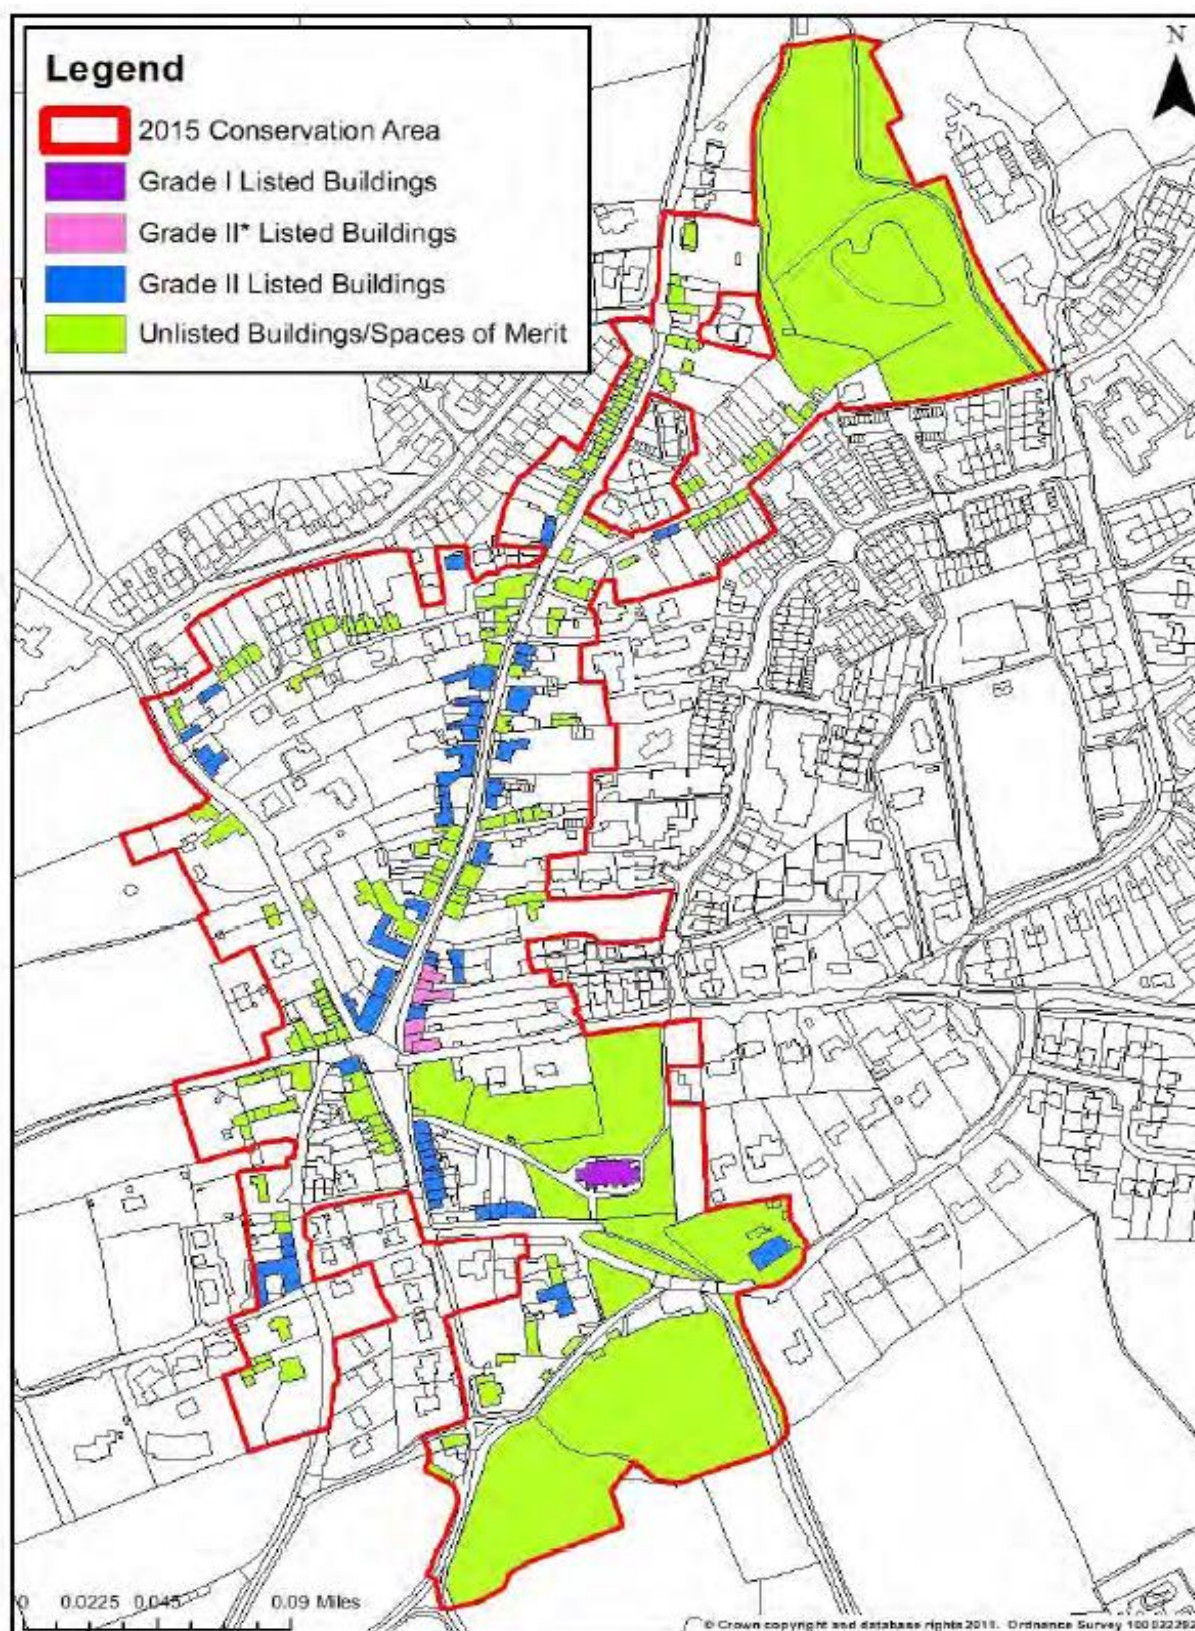 Legend
2015 Conservation Area
Grade I Listed Buildings
Grade II* Listed Buildings
Grade II Listed Buildings
Unlisted Buildings/Spaces of Merit
N
0 0.0225 0.045 0.09 Miles
© Crown copyright and database rights 2011. Ordnance Survey